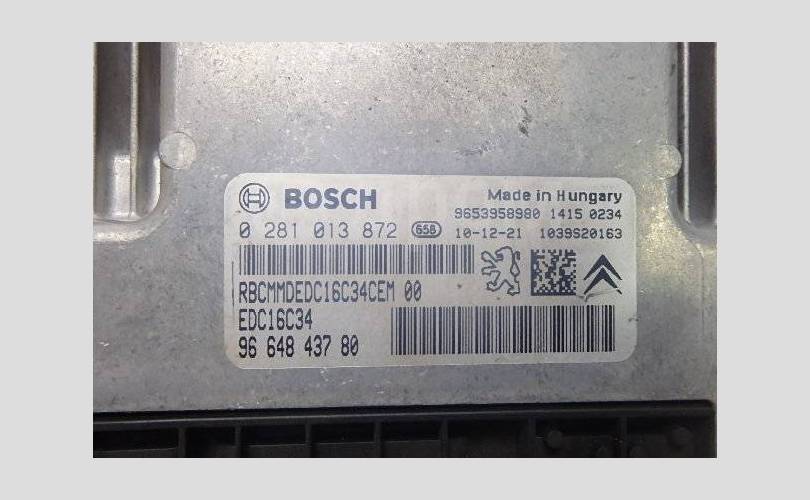 BOSCH
Made in Hungary
9653958980 1415 0234
0 281 013 872 658 10-12-21 1039S20163
RBCMMDEDC16C34CEM 00
EDC16C34
96 648 437 80